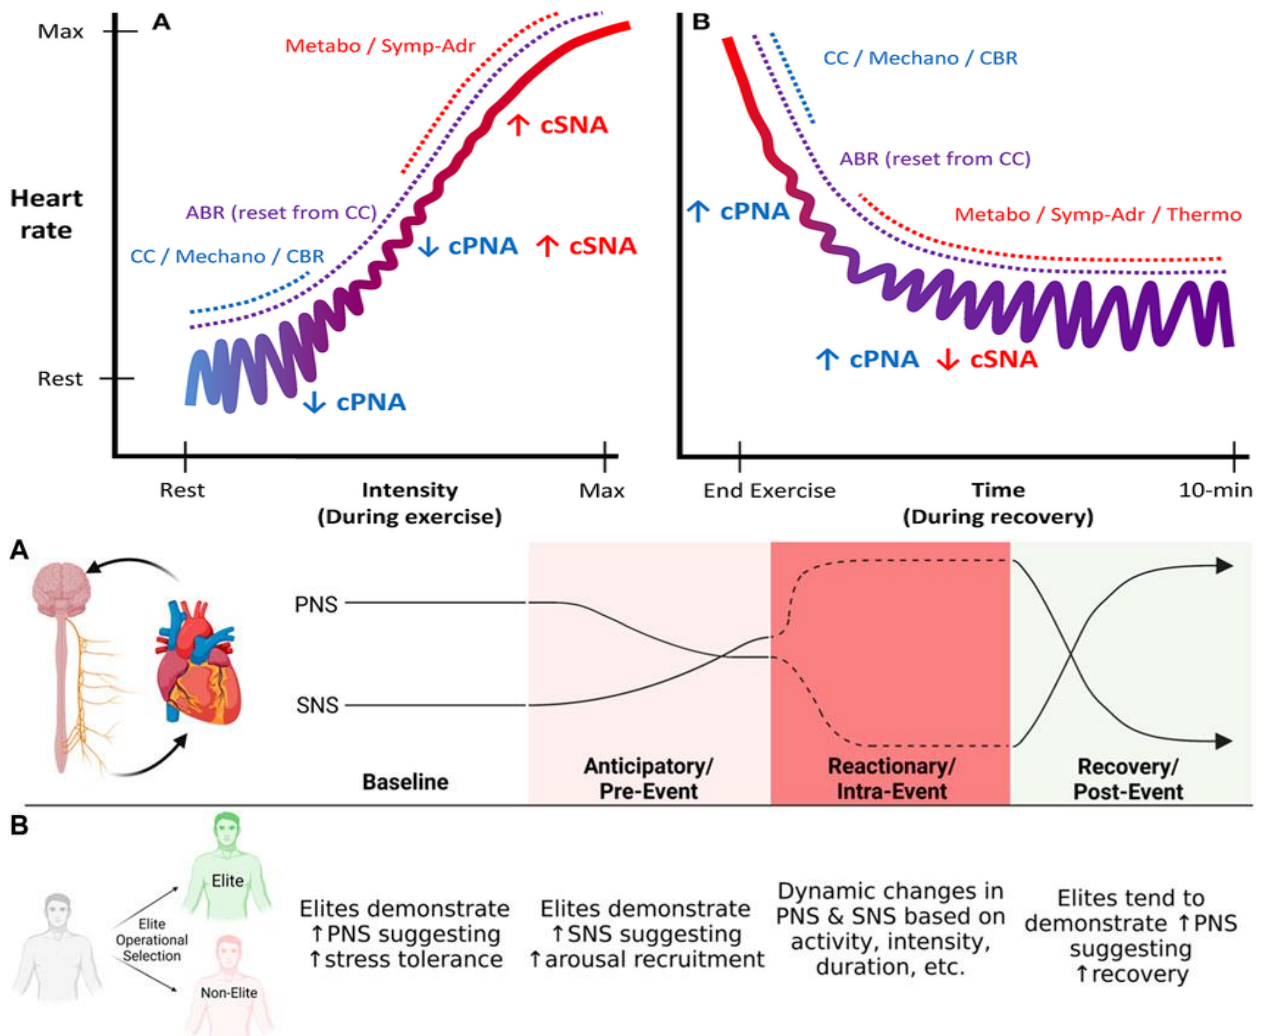 A
Max
Metabo / Symp-Adr
↑ cSNA
Heart
rate
ABR (reset from CC)
CC / Mechano / CBR
↓ cPNA ↑ cSNA
Rest
↓ cPNA
Rest
Intensity
(During exercise)
Max
B
CC / Mechano / CBR
ABR (reset from CC)
↑ cPNA
Metabo / Symp-Adr / Thermo
↑ cPNA ↓ cSNA
End Exercise
Time
(During recovery)
10-min
A
PNS
SNS
Baseline
Anticipatory/
Pre-Event
Reactionary/
Intra-Event
Recovery/
Post-Event
B
Elite
Elite
Operational
Selection
Non-Elite
Elites demonstrate
↑PNS suggesting
↑stress tolerance
Elites demonstrate
↑SNS suggesting
↑arousal recruitment
Dynamic changes in
PNS & SNS based on
activity, intensity,
duration, etc.
Elites tend to
demonstrate ↑PNS
suggesting
↑recovery